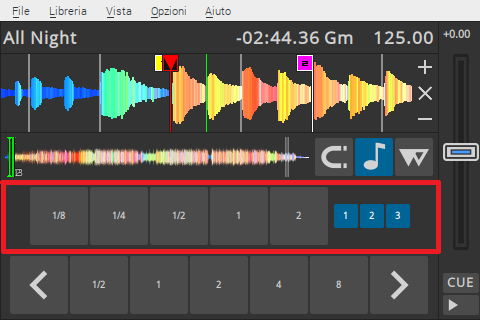 File Libreria Vista Opzioni Aiuto
All Night -02:44.36 Gm 125.00 +0.00
1/8 1/4 1/2 1 2 1 2 3
1/2 1 2 4 8
CUE